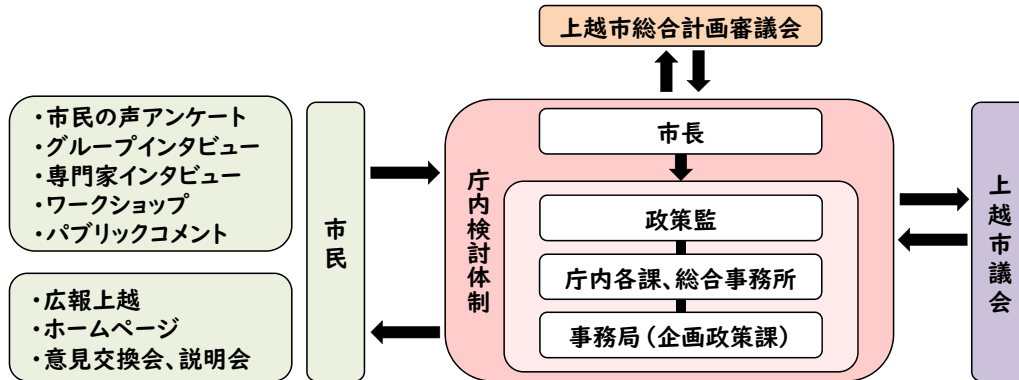 上越市総合計画審議会
・市民の声アンケート
・グループインタビュー
・専門家インタビュー
・ワークショップ
・パブリックコメント
・広報上越
・ホームページ
・意見交換会、説明会
市民
庁内検討体制
市長
政策監
庁内各課、総合事務所
事務局（企画政策課）
上越市議会